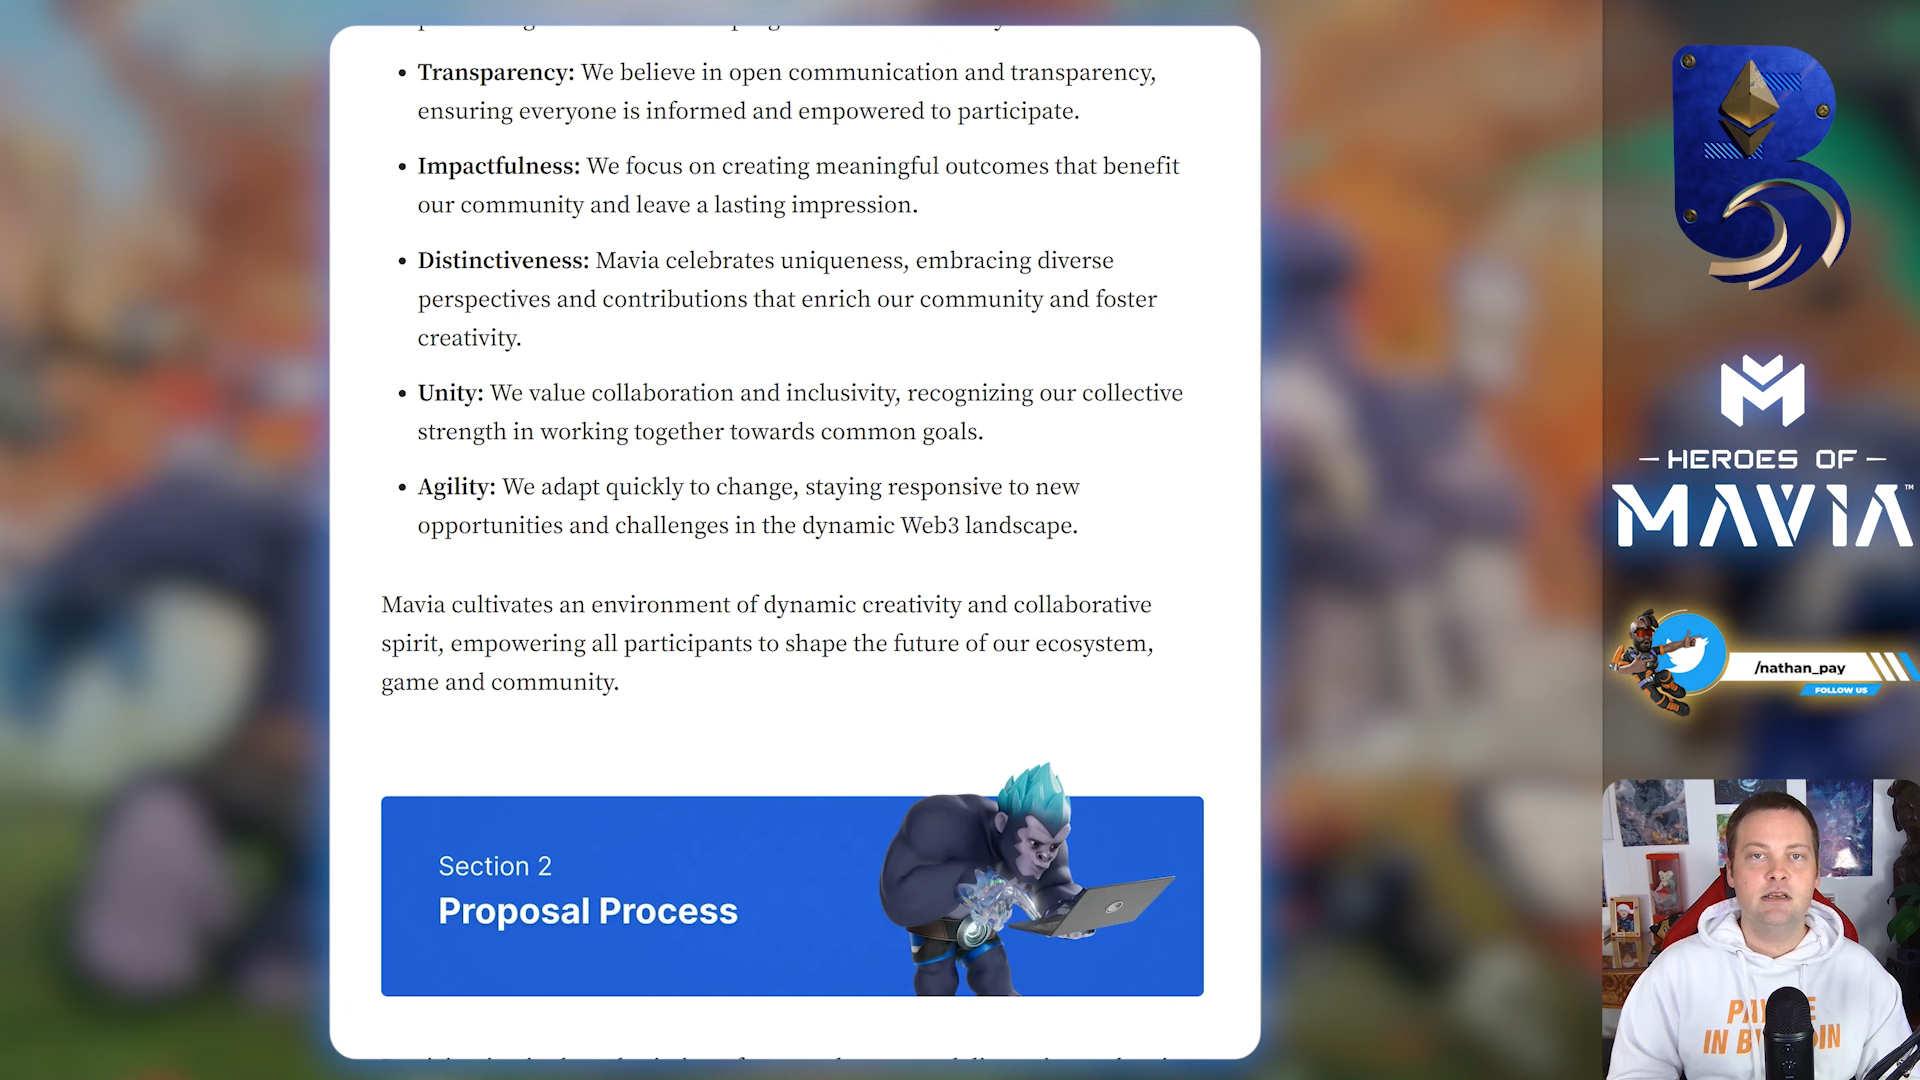 • Transparency: We believe in open communication and transparency,
ensuring everyone is informed and empowered to participate.
• Impactfulness: We focus on creating meaningful outcomes that benefit
our community and leave a lasting impression.
• Distinctiveness: Mavia celebrates uniqueness, embracing diverse
perspectives and contributions that enrich our community and foster
creativity.
• Unity: We value collaboration and inclusivity, recognizing our collective
strength in working together towards common goals.
• Agility: We adapt quickly to change, staying responsive to new
opportunities and challenges in the dynamic Web3 landscape.
Mavia cultivates an environment of dynamic creativity and collaborative
spirit, empowering all participants to shape the future of our ecosystem,
game and community.
Section 2
Proposal Process
B
HEROES OF
MAVIA™
/nathan_pay
FOLLOW US
IN